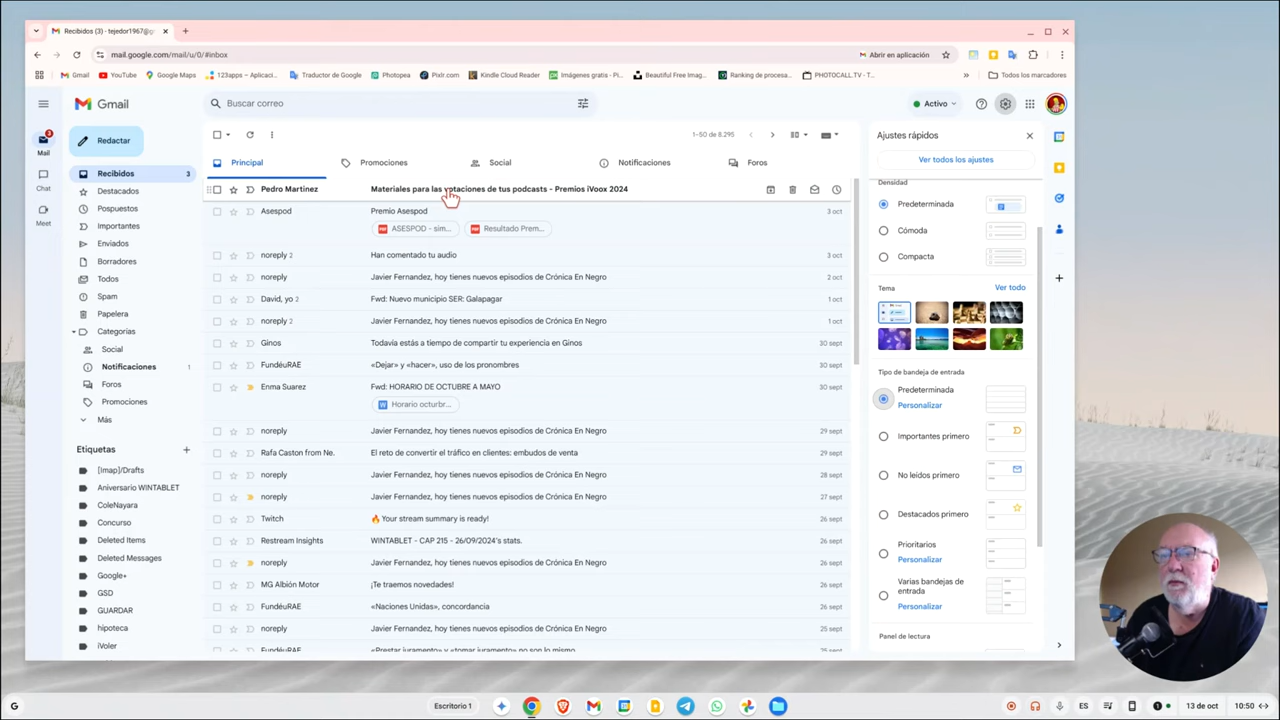 Recibidos (3) - tejedor1967@g
mail.google.com/mail/u/0/#inbox
Abrir en aplicación
Gmail
YouTube
Google Maps
123apps – Aplicaci...
Traductor de Google
Photopea
Pixlr.com
Kindle Cloud Reader
Imágenes gratis - Pi...
Beautiful Free Imag...
Ranking de procesa...
PHOTOCALL.TV - T...
Todos los marcadores
Gmail
Buscar correo
Activo
Redactar
1-50 de 8.295
Ajustes rápidos
Ver todos los ajustes
3
Mail
Chat
Meet
Recibidos 3
Destacados
Pospuestos
Importantes
Enviados
Borradores
Todos
Spam
Papelera
Categorías
Social
Notificaciones
Foros
Promociones
Más
Etiquetas
[Imap]/Drafts
Aniversario WINTABLET
ColeNayara
Concurso
Deleted Items
Deleted Messages
Google+
GSD
GUARDAR
hipoteca
iVoler
Principal
Promociones
Social
Notificaciones
Foros
Pedro Martinez Materiales para las votaciones de tus podcasts - Premios iVoox 2024
Asespod Premio Asespod 3 oct
PDF ASESPOD - sim... PDF Resultado Prem...
noreply 2 Han comentado tu audio 3 oct
noreply Javier Fernandez, hoy tienes nuevos episodios de Crónica En Negro 2 oct
David, yo 2 Fwd: Nuevo municipio SER: Galapagar 1 oct
noreply 2 Javier Fernandez, hoy tienes nuevos episodios de Crónica En Negro 1 oct
Ginos Todavía estás a tiempo de compartir tu experiencia en Ginos 30 sept
FundéuRAE «Dejar» y «hacer», uso de los pronombres 30 sept
Enma Suarez Fwd: HORARIO DE OCTUBRE A MAYO 30 sept
W Horario octurbr...
noreply Javier Fernandez, hoy tienes nuevos episodios de Crónica En Negro 29 sept
Rafa Caston from Ne. El reto de convertir el tráfico en clientes: embudos de venta 29 sept
noreply Javier Fernandez, hoy tienes nuevos episodios de Crónica En Negro 28 sept
noreply Javier Fernandez, hoy tienes nuevos episodios de Crónica En Negro 27 sept
Twitch 🔥Your stream summary is ready! 26 sept
Restream Insights WINTABLET - CAP 215 - 26/09/2024's stats. 26 sept
noreply Javier Fernandez, hoy tienes nuevos episodios de Crónica En Negro 26 sept
MG Albión Motor ¡Te traemos novedades! 26 sept
FundéuRAE «Naciones Unidas», concordancia 26 sept
noreply Javier Fernandez, hoy tienes nuevos episodios de Crónica En Negro 25 sept
FundéuRAE «Prestar juramento» y «tomar juramento» no son lo mismo 25 sept
Densidad
Predeterminada
Cómoda
Compacta
Tema Ver todo
Tipo de bandeja de entrada
Predeterminada
Personalizar
Importantes primero
No leídos primero
Destacados primero
Prioritarios
Personalizar
Varias bandejas de
entrada
Personalizar
Panel de lectura
G
Escritorio 1
ES
1
13 de oct
10:50